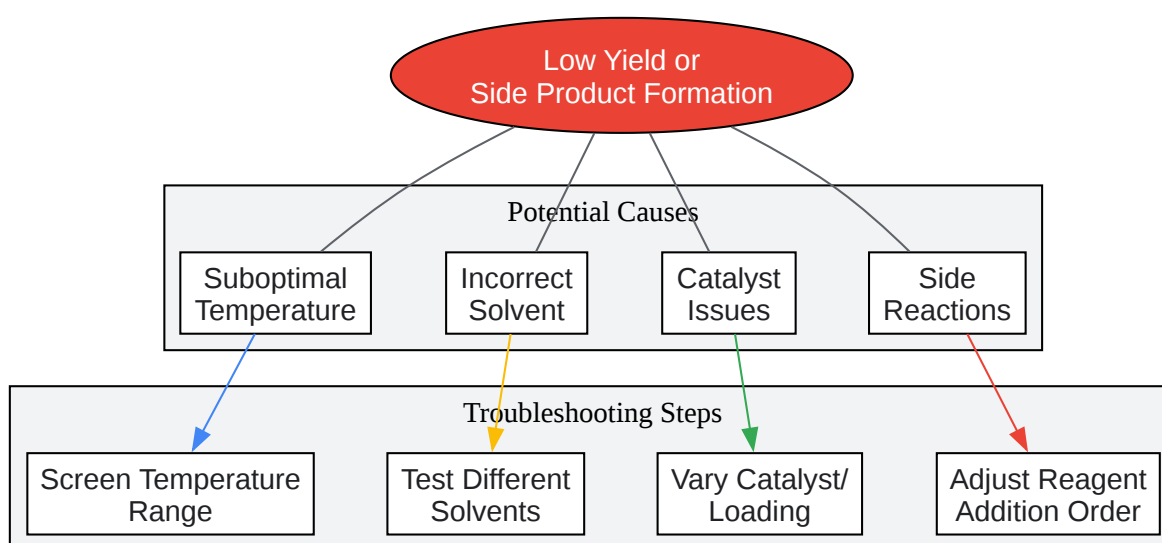 Low Yield or
Side Product Formation
Potential Causes
Suboptimal
Temperature
Incorrect
Solvent
Catalyst
Issues
Side
Reactions
Troubleshooting Steps
Screen Temperature
Range
Test Different
Solvents
Vary Catalyst/
Loading
Adjust Reagent
Addition Order